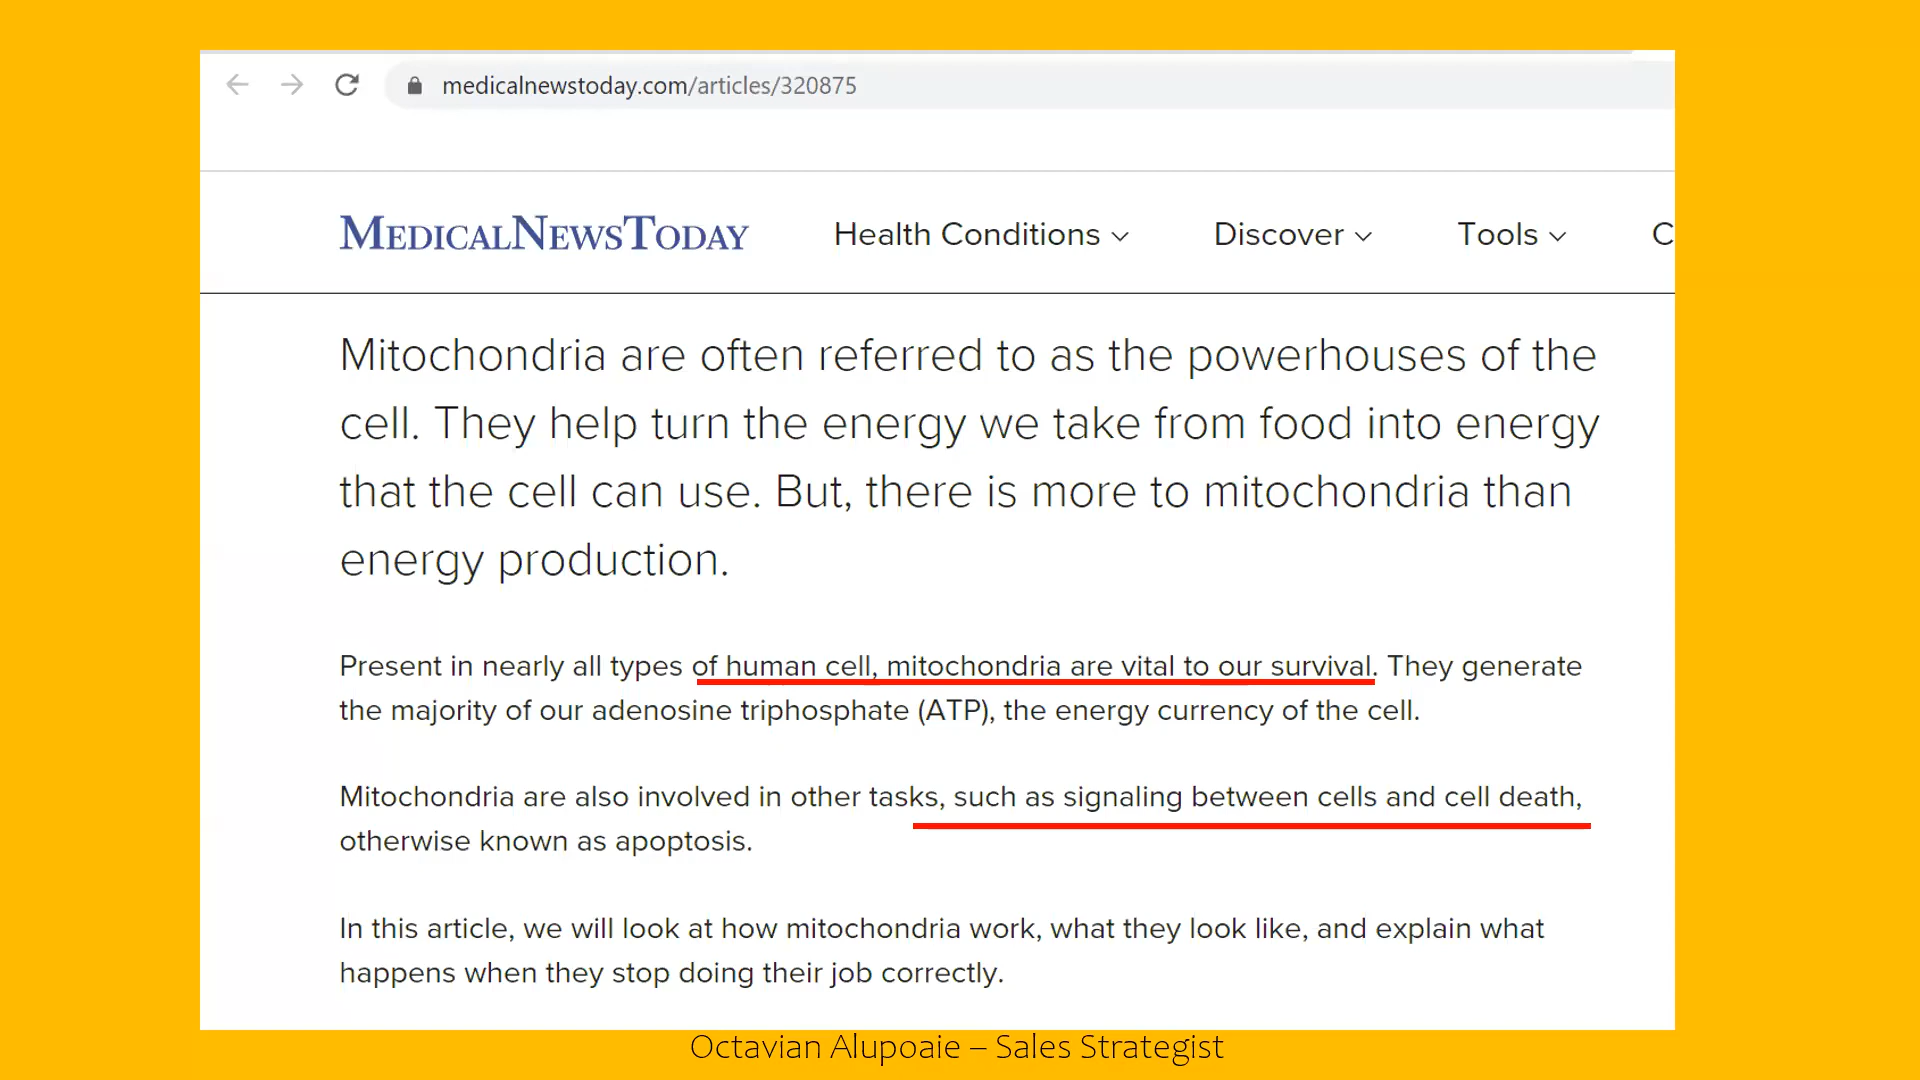 medicalnewstoday.com/articles/320875
MEDICALNEWSTODAY Health Conditions Discover Tools C
Mitochondria are often referred to as the powerhouses of the
cell. They help turn the energy we take from food into energy
that the cell can use. But, there is more to mitochondria than
energy production.
Present in nearly all types of human cell, mitochondria are vital to our survival. They generate
the majority of our adenosine triphosphate (ATP), the energy currency of the cell.
Mitochondria are also involved in other tasks, such as signaling between cells and cell death,
otherwise known as apoptosis.
In this article, we will look at how mitochondria work, what they look like, and explain what
happens when they stop doing their job correctly.
Octavian Alupoaie – Sales Strategist